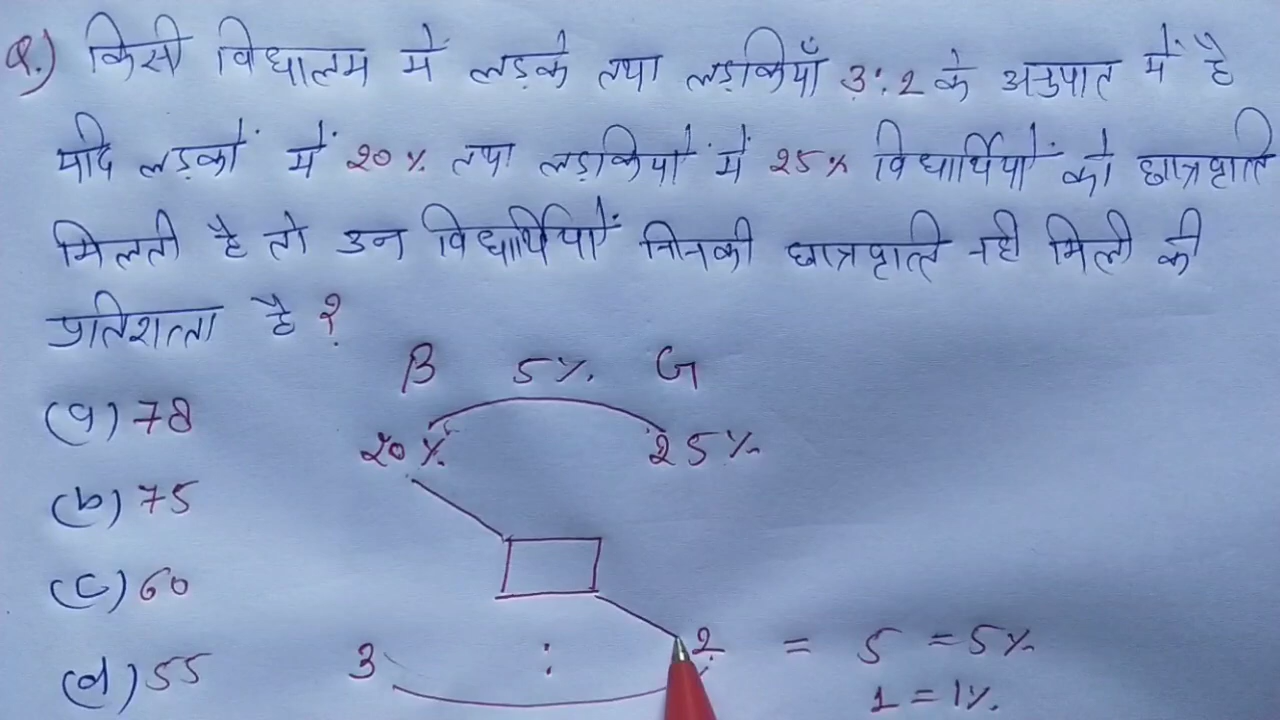 Q.) किसी विद्यालय में लड़के तथा लड़कियाँ 3:2 के अनुपात में है
यदि लड़कों में 20% तथा लड़कियों में 25% विद्यार्थियों को छात्रवृति
मिलती है तो उन विद्यार्थियों जिनकी छात्रवृत्ति नही मिली की
प्रतिशत्ता है ?
B 5% G
(a) 78
20% 25%
(b) 75
(c) 60
3 : 2 = 5 = 5%
(d) 55
1 = 1%